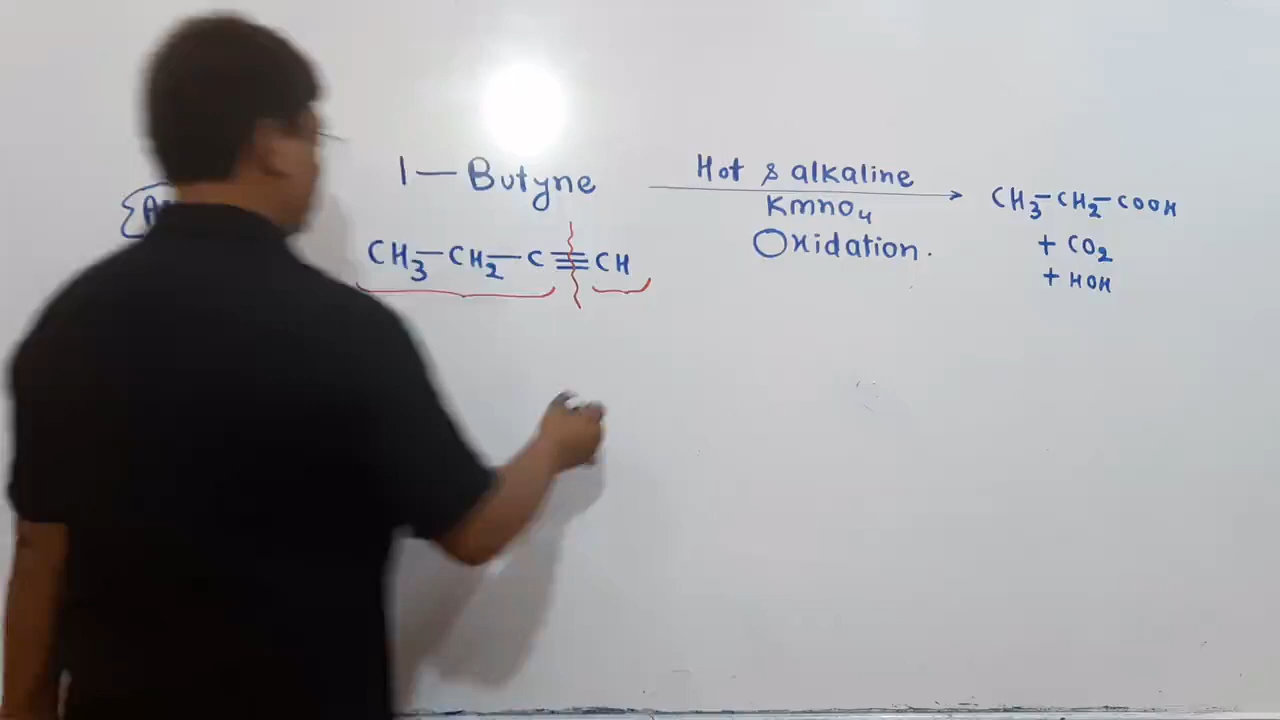 1 — Butyne
CH₃—CH₂—C≡CH
Hot & alkaline
Kmno₄
Oxidation.
CH₃—CH₂—COOH
+ CO₂
+ HOH